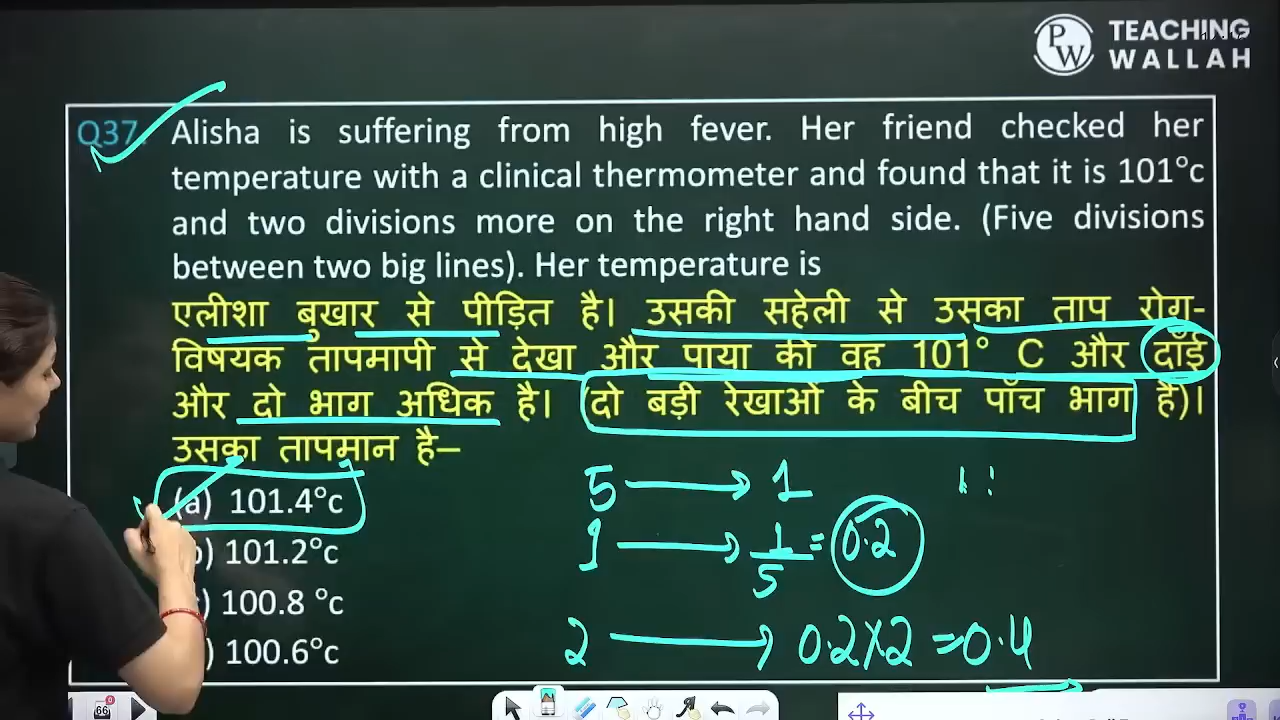 TEACHING
WALLAH
PW
Q37. Alisha is suffering from high fever. Her friend checked her
temperature with a clinical thermometer and found that it is 101°c
and two divisions more on the right hand side. (Five divisions
between two big lines). Her temperature is
एलीशा बुखार से पीड़ित है। उसकी सहेली से उसका ताप रोग-
विषयक तापमापी से देखा और पाया की वह 101° C और दाँई
और दो भाग अधिक है। (दो बड़ी रेखाओं के बीच पाँच भाग है)।
उसका तापमान है–
(a) 101.4°c
101.2°c
) 100.8 °c
) 100.6°c
5 → 1
1 → 1/5 = 0.2
2 → 0.2×2 = 0.4
66